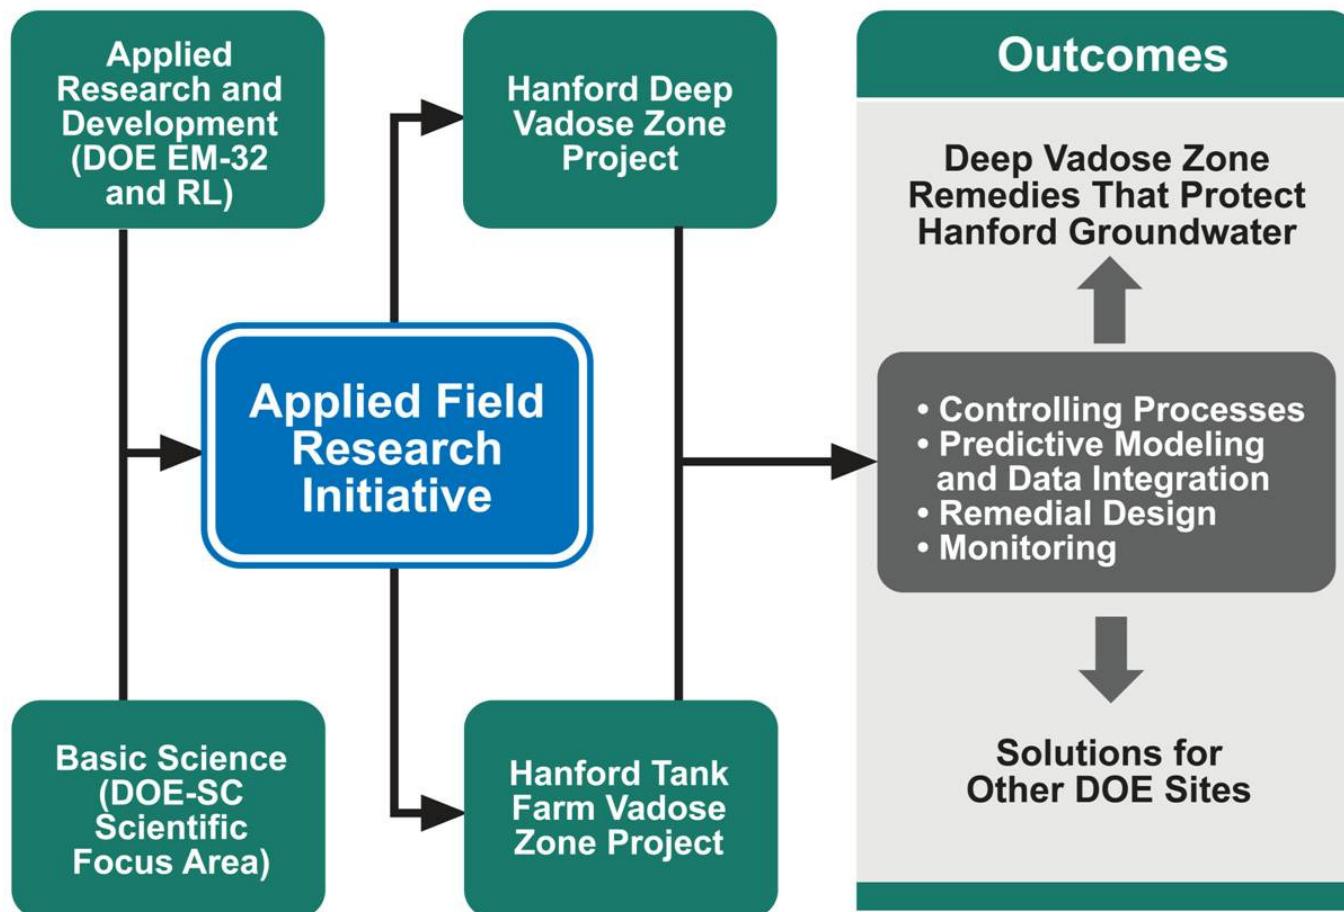 Applied
Research and
Development
(DOE EM-32
and RL)
Basic Science
(DOE-SC
Scientific
Focus Area)
Applied Field
Research
Initiative
Hanford Deep
Vadose Zone
Project
Hanford Tank
Farm Vadose
Zone Project
Outcomes
Deep Vadose Zone
Remedies That Protect
Hanford Groundwater
• Controlling Processes
• Predictive Modeling
and Data Integration
• Remedial Design
• Monitoring
Solutions for
Other DOE Sites